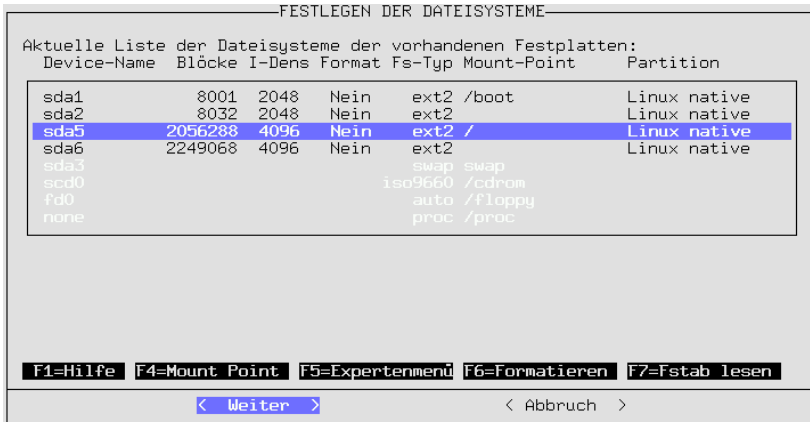 FESTLEGEN DER DATEISYSTEME
Aktuelle Liste der Dateisysteme der vorhandenen Festplatten:
Device-Name Blöcke I-Dens Format Fs-Typ Mount-Point Partition
sda1 8001 2048 Nein ext2 /boot Linux native
sda2 8032 2048 Nein ext2 Linux native
sda5 2056288 4096 Nein ext2 / Linux native
sda6 2249068 4096 Nein ext2 Linux native
sda3 swap swap
scd0 iso9660 /cdrom
fd0 auto /floppy
none proc /proc
F1=Hilfe F4=Mount Point F5=Expertenmenü F6=Formatieren F7=Fstab lesen
< Weiter > < Abbruch >